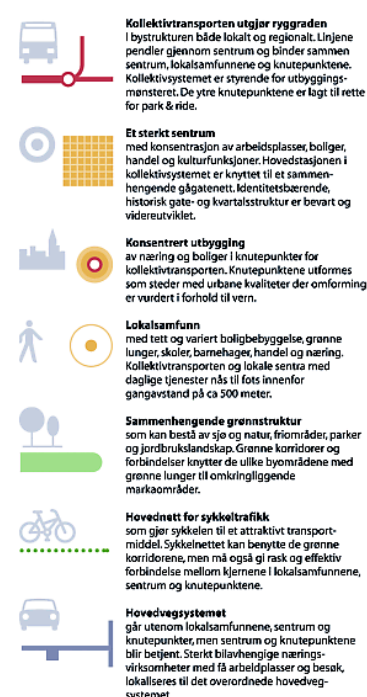 Kollektivtransporten utgjør ryggraden
i bystrukturen både lokalt og regionalt. Linjene
pendler gjennom sentrum og binder sammen
sentrum, lokalsamfunnene og knutepunktene.
Kollektivsystemet er styrende for utbyggings-
mønsteret. De ytre knutepunktene er lagt til rette
for park & ride.
Et sterkt sentrum
med konsentrasjon av arbeidsplasser, boliger,
handel og kulturfunksjoner. Hovedstasjonen i
kollektivsystemet er knyttet til et sammen-
hengende gågatenett. Identitetsbærende,
historisk gate- og kvartalsstruktur er bevart og
videreutviklet.
Konsentrert utbygging
av næring og boliger i knutepunkter for
kollektivtransporten. Knutepunktene utformes
som steder med urbane kvaliteter der omforming
er vurdert i forhold til vern.
Lokalsamfunn
med tett og variert boligbebyggelse, grønne
lunger, skoler, barnehager, handel og næring.
Kollektivtransporten og lokale sentra med
daglige tjenester nås til fots innenfor
gangavstand på ca 500 meter.
Sammenhengende grønnstruktur
som kan bestå av sjø og natur, friområder, parker
og jordbrukslandskap. Grønne korridorer og
forbindelser knytter de ulike byområdene med
grønne lunger til omkringliggende
markaområder.
Hovednett for sykkeltrafikk
som gjør sykkelen til et attraktivt transport-
middel. Sykkelnettet kan benytte de grønne
korridorene, men må også gi rask og effektiv
forbindelse mellom kjernene i lokalsamfunnene,
sentrum og knutepunktene.
Hovedvegsystemet
går utenom lokalsamfunnene, sentrum og
knutepunkter, men sentrum og knutepunktene
blir betjent. Sterkt bilavhengige nærings-
virksomheter med få arbeidplasser og besøk,
lokaliseres til det overordnede hovedveg-
systemet.